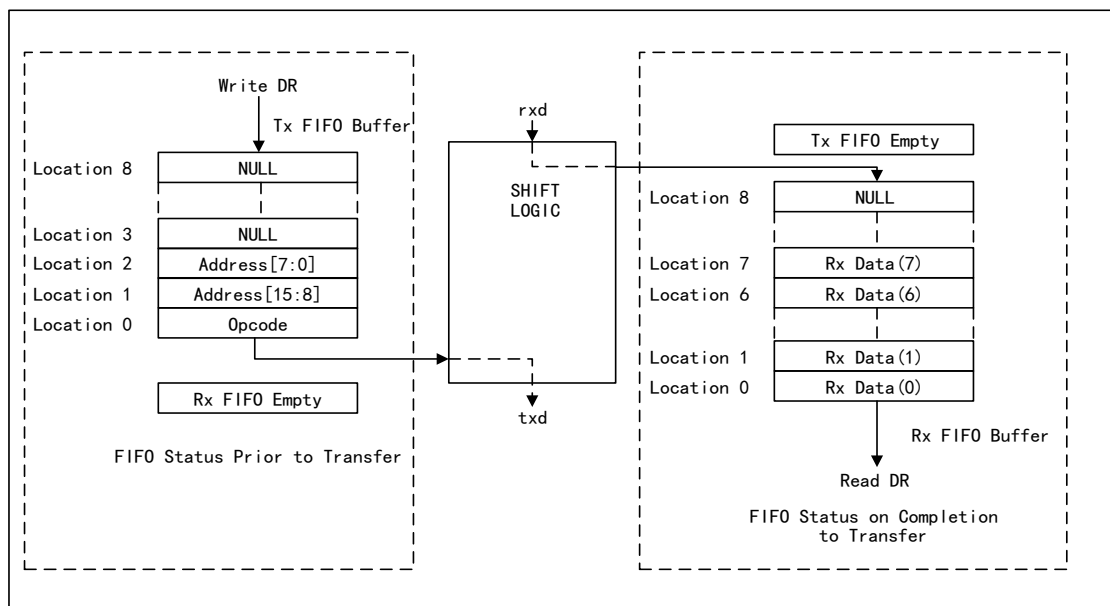 Write DR
Tx FIFO Buffer
Location 8 NULL
Location 3 NULL
Location 2 Address[7:0]
Location 1 Address[15:8]
Location 0 Opcode
Rx FIFO Empty
FIFO Status Prior to Transfer
rxd
SHIFT
LOGIC
txd
Tx FIFO Empty
Location 8 NULL
Location 7 Rx Data(7)
Location 6 Rx Data(6)
Location 1 Rx Data(1)
Location 0 Rx Data(0)
Rx FIFO Buffer
Read DR
FIFO Status on Completion
to Transfer